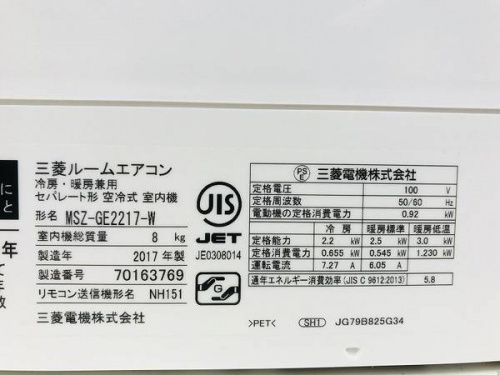 に
と
年
て
年
数
三菱ルームエアコン
冷房・暖房兼用
セパレート形 空冷式 室内機
形名 MSZ-GE2217-W
室内機総質量 8 kg
製造年 2017 年製
製造番号 70163769
リモコン送信機形名 NH151
三菱電機株式会社
JIS
JET
JE0308014
G
PS
E
三菱電機株式会社
定格電圧 100 V
定格周波数 50/60 Hz
電動機の定格消費電力 0.92 kW
冷 房 暖房標準 暖房低温
定格能力 2.2 kW 2.5 kW 3.0 kW
定格消費電力 0.655 kW 0.545 kW 1.230 kW
運転電流 7.27 A 6.05 A
通年エネルギー消費効率(JIS C 9612:2013) 5.8
>PET< SH1 JG79B825G34